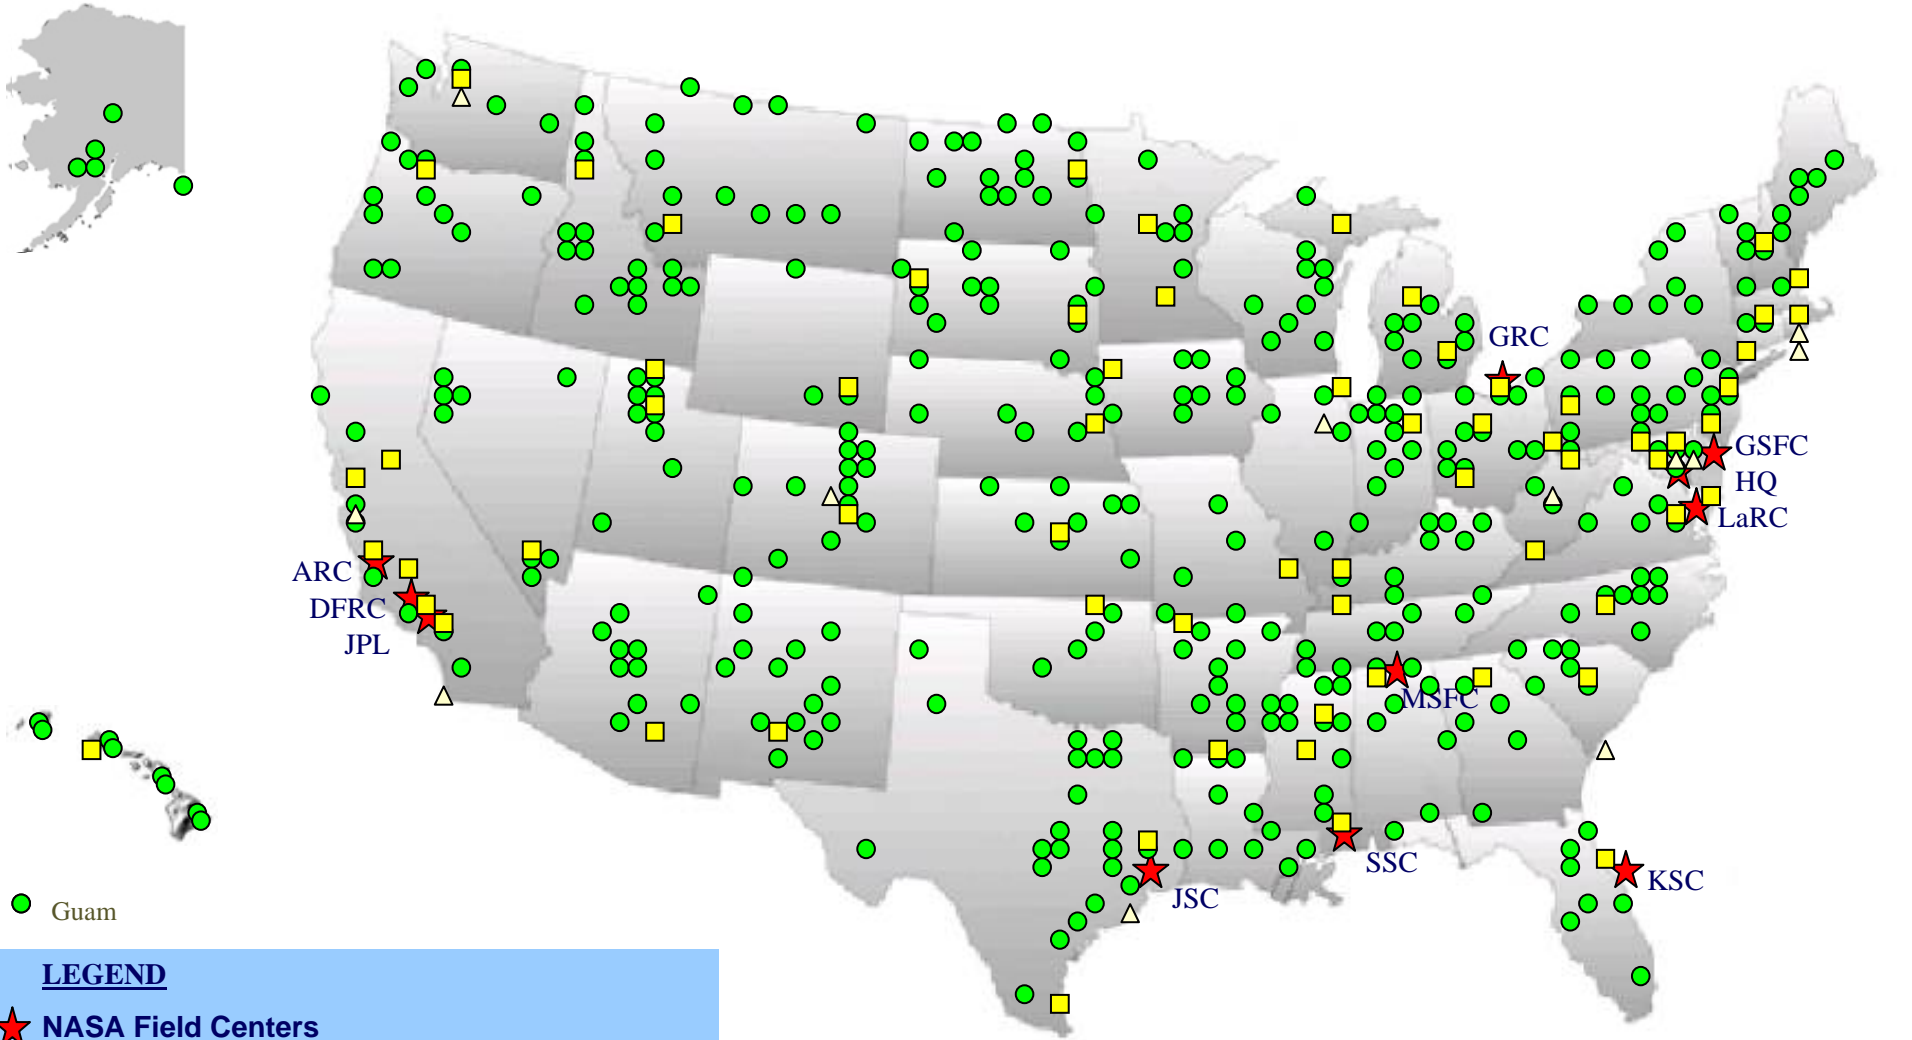 GRC
GSFC
HQ
LaRC
ARC
DFRC
JPL
MSFC
SSC
KSC
JSC
Guam
LEGEND
NASA Field Centers